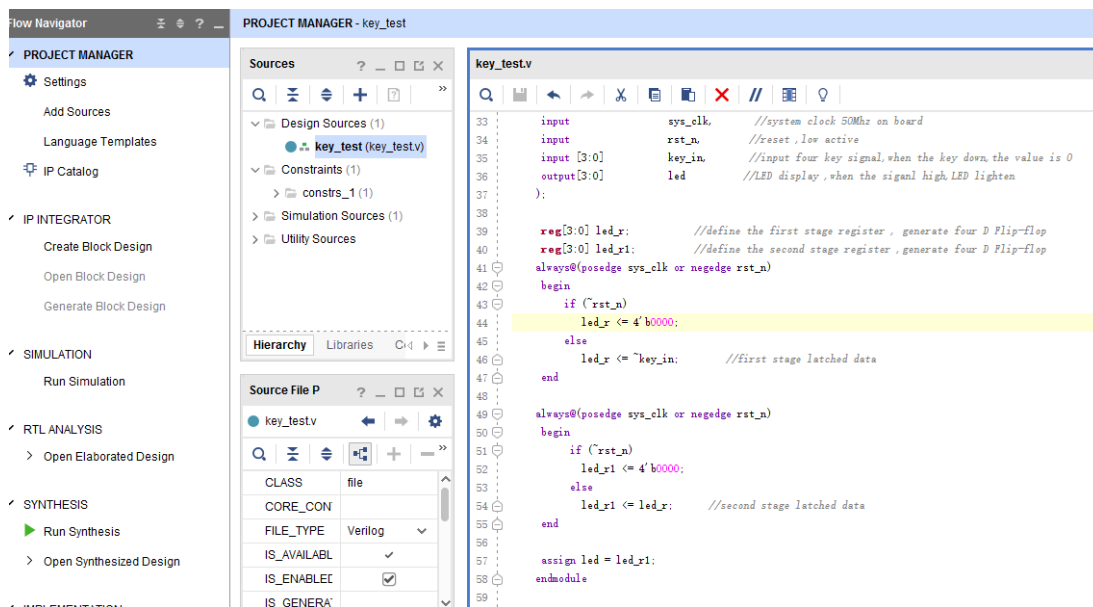 Flow Navigator
?
PROJECT MANAGER - key_test
PROJECT MANAGER
Settings
Add Sources
Language Templates
IP Catalog
IP INTEGRATOR
Create Block Design
Open Block Design
Generate Block Design
SIMULATION
Run Simulation
RTL ANALYSIS
Open Elaborated Design
SYNTHESIS
Run Synthesis
Open Synthesized Design
Sources
?
Design Sources (1)
key_test (key_test.v)
Constraints (1)
constrs_1 (1)
Simulation Sources (1)
Utility Sources
Hierarchy Libraries
Source File P
?
key_test.v
CLASS file
CORE_CON
FILE_TYPE Verilog
IS_AVAILABL
IS_ENABLED
IS_GENERA
key_test.v
33 input sys_clk, //system clock 50Mhz on board
34 input rst_n, //reset ,low active
35 input [3:0] key_in, //input four key signal,when the key down,the value is 0
36 output[3:0] led //LED display ,when the siganl high,LED lighten
37 );
38
39 reg[3:0] led_r; //define the first stage register , generate four D Flip-flop
40 reg[3:0] led_r1; //define the second stage register ,generate four D Flip-flop
41 always@(posedge sys_clk or negedge rst_n)
42 begin
43 if (~rst_n)
44 led_r <= 4'b0000;
45 else
46 led_r <= ~key_in; //first stage latched data
47 end
48
49 always@(posedge sys_clk or negedge rst_n)
50 begin
51 if (~rst_n)
52 led_r1 <= 4'b0000;
53 else
54 led_r1 <= led_r; //second stage latched data
55 end
56
57 assign led = led_r1;
58 endmodule
59